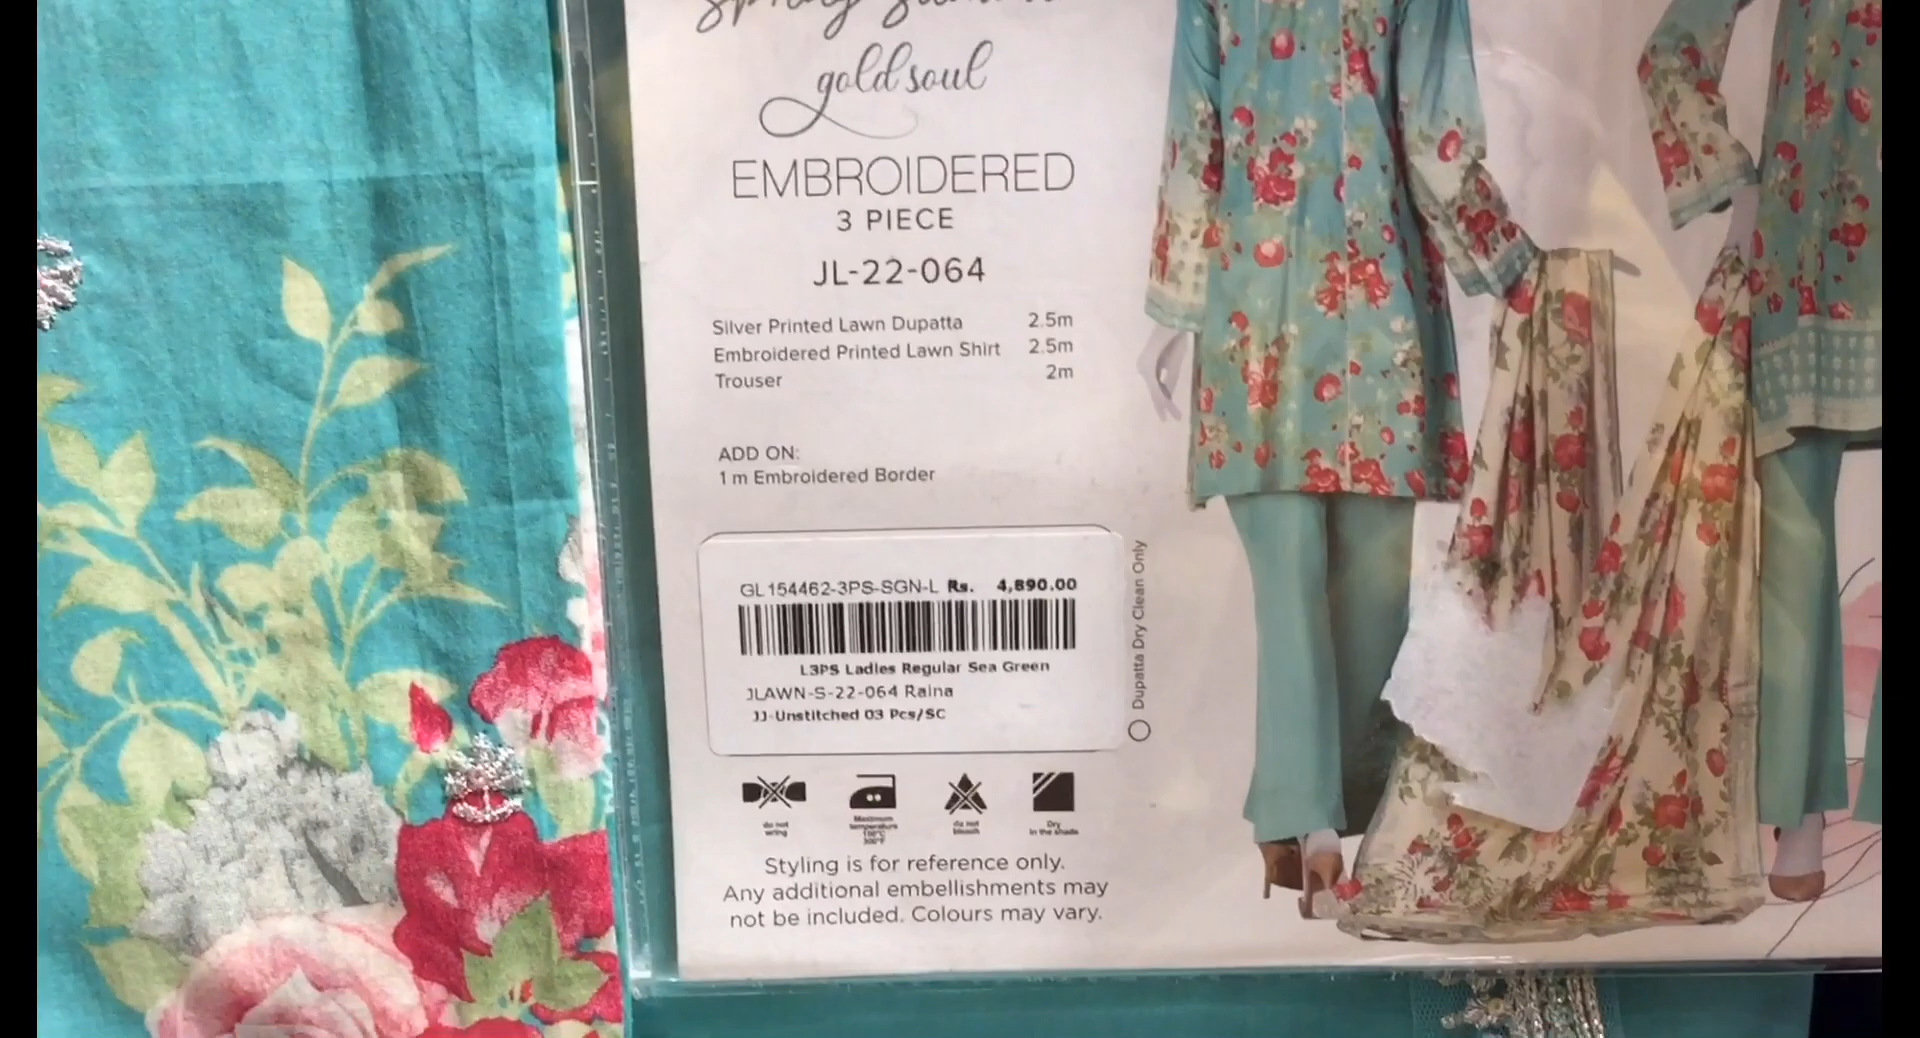 gold soul
EMBROIDERED
3 PIECE
JL-22-064
Silver Printed Lawn Dupatta 2.5m
Embroidered Printed Lawn Shirt 2.5m
Trouser 2m
ADD ON:
1 m Embroidered Border
GL154462-3PS-SGN-L Rs. 4,890.00
L3PS Ladies Regular Sea Green
JLAWN-S-22-064 Raina
JJ-Unstitched 03 Pcs/SC
Dupatta Dry Clean Only
do not wring
Maximum temperature
do not bleach
Dry in the shade
Styling is for reference only.
Any additional embellishments may
not be included. Colours may vary.